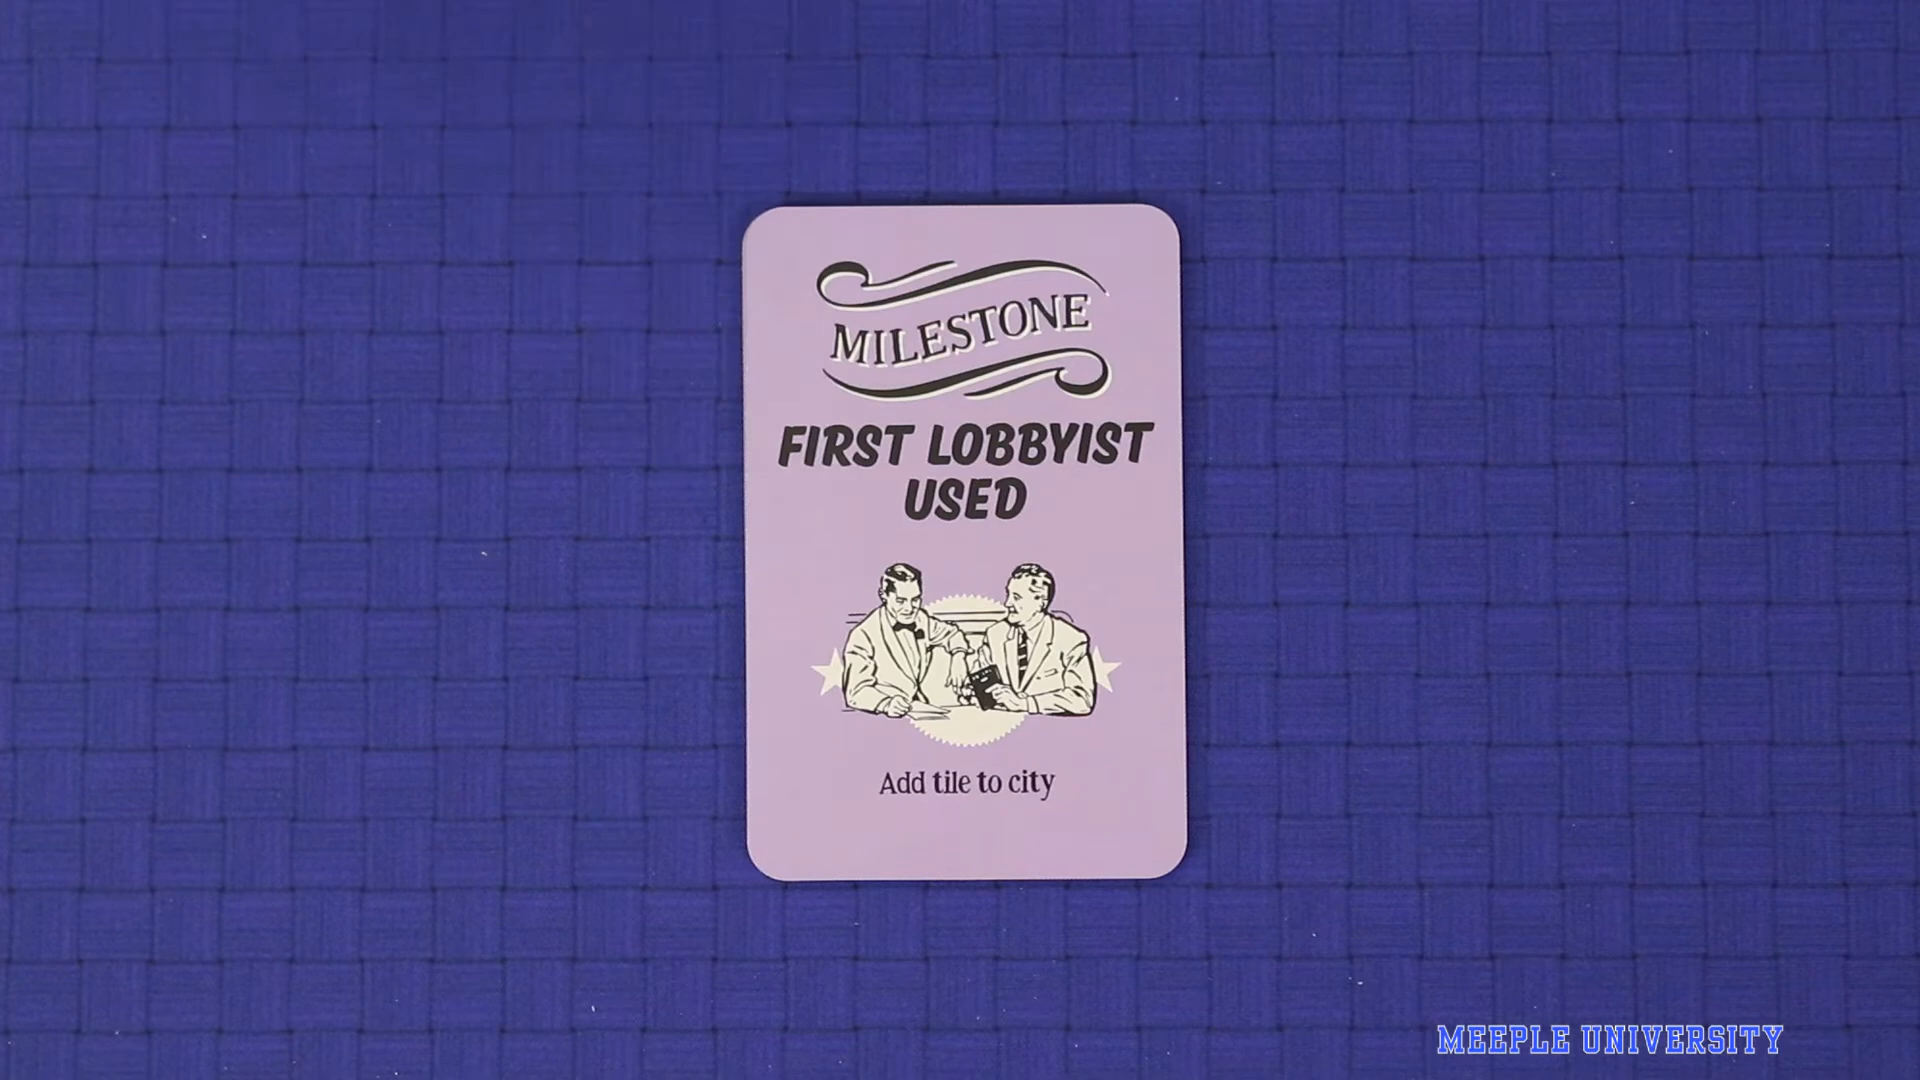 MILESTONE
FIRST LOBBYIST
USED
Add tile to city
MEEPLE UNIVERSITY